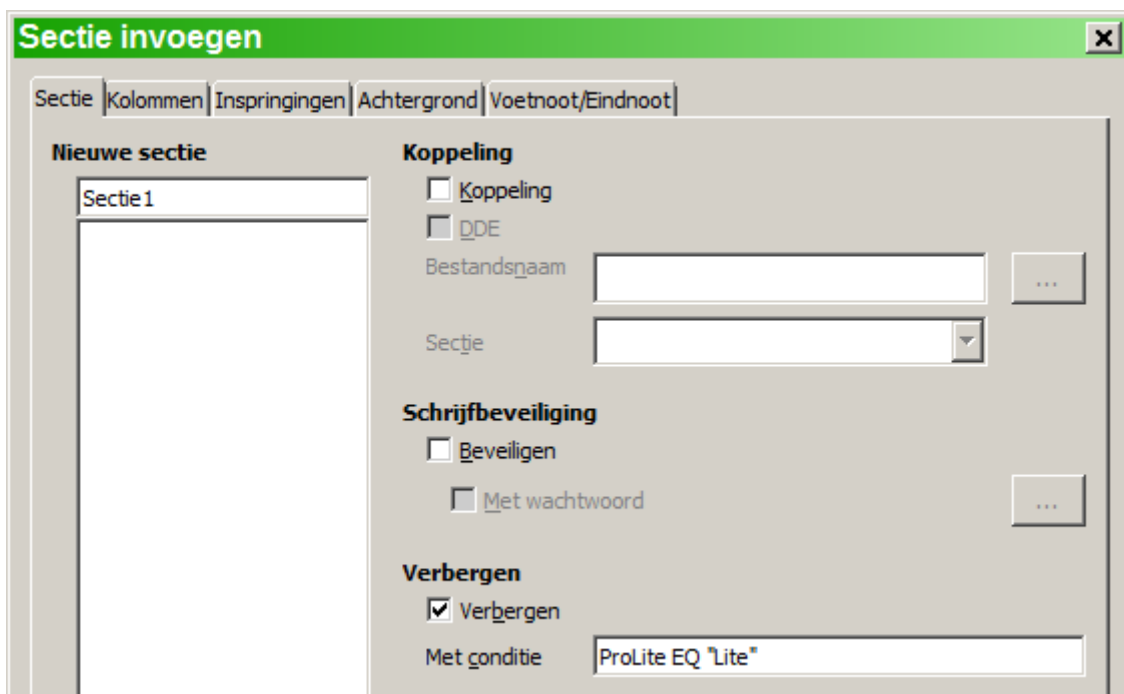 Sectie invoegen
Sectie Kolommen Inspringingen Achtergrond Voetnoot/Eindnoot
Nieuwe sectie
Sectie1
Koppeling
Koppeling
DDE
Bestandsnaam ...
Sectie
Schrijfbeveiliging
Beveiligen
Met wachtwoord ...
Verbergen
Verbergen
Met conditie ProLite EQ "Lite"